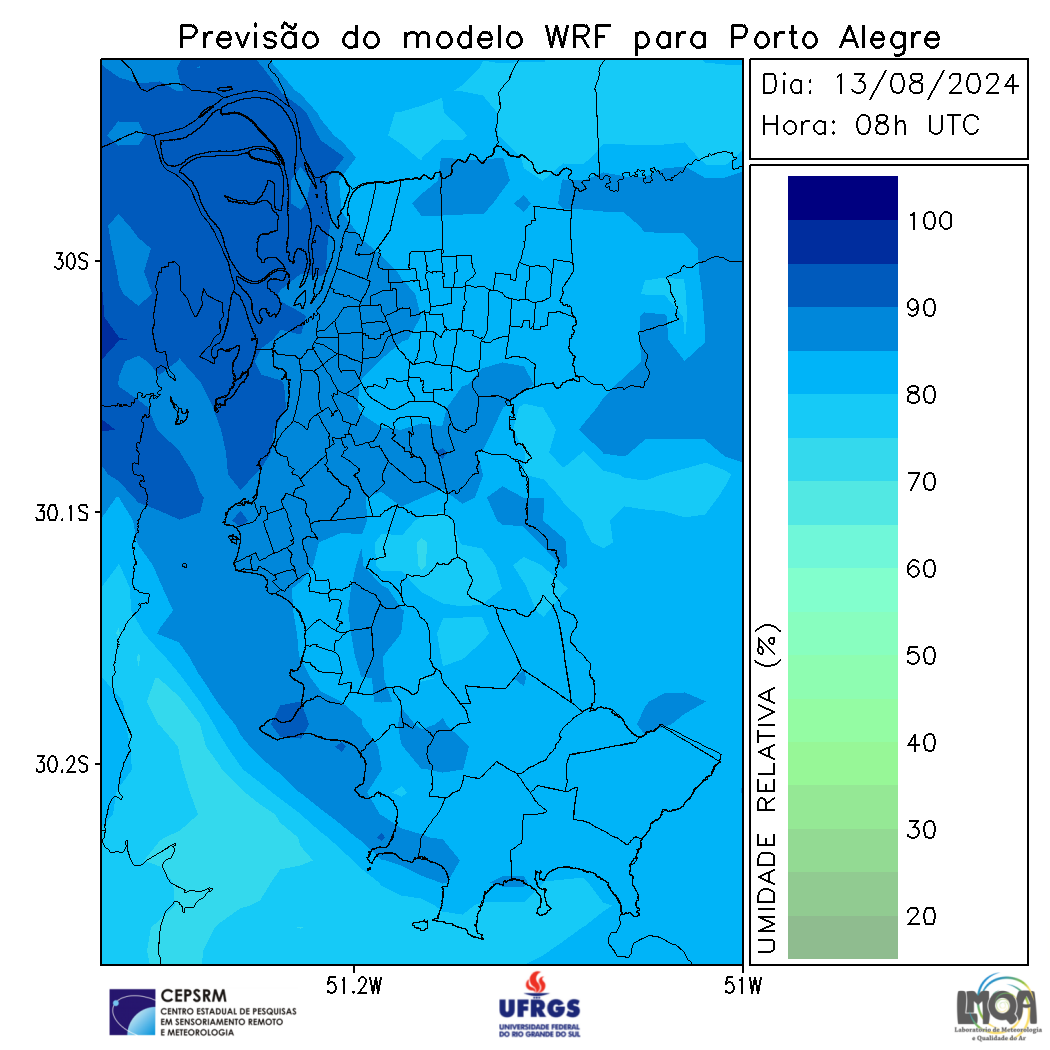 Previsão do modelo WRF para Porto Alegre
Dia: 13/08/2024
Hora: 08h UTC
100
90
80
70
60
50
40
30
20
UMIDADE RELATIVA (%)
30S
30.1S
30.2S
51.2W
51W
CEPSRM
CENTRO ESTADUAL DE PESQUISAS
EM SENSORIAMENTO REMOTO
E METEOROLOGIA
UFRGS
UNIVERSIDADE FEDERAL
DO RIO GRANDE DO SUL
LMQA
Laboratório de Meteorologia
e Qualidade do Ar